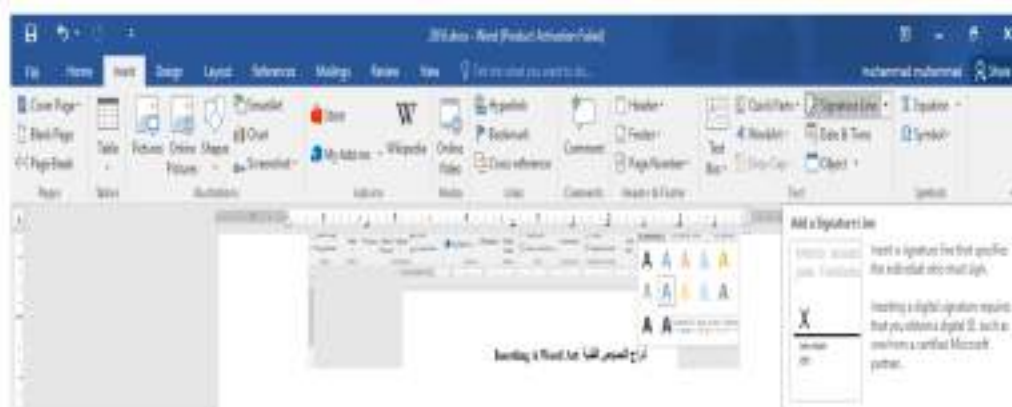 2016.docx - Word (Product Activation Failed)
File Home Insert Design Layout References Mailings Review View Tell me what you want to do... muhammad muhammad Share
Cover Page
Blank Page
Page Break
Table
Pictures Online Pictures Shapes
SmartArt
Chart
Screenshot
Store
My Add-ins
Wikipedia
Online Video
Hyperlink
Bookmark
Cross-reference
Comment
Header
Footer
Page Number
Text Box
Quick Parts
WordArt
Drop Cap
Signature Line
Date & Time
Object
Equation
Symbol
Pages Tables Illustrations Add-ins Media Links Comments Header & Footer Text Symbols
Add a Signature Line
Insert a signature line that specifies
the individual who must sign.
Inserting a digital signature requires
that you obtain a digital ID, such as
one from a certified Microsoft
partner.
X
A A A A A
A A A A A
A A
Inserting A Word Art أدراج النصوص الفنية